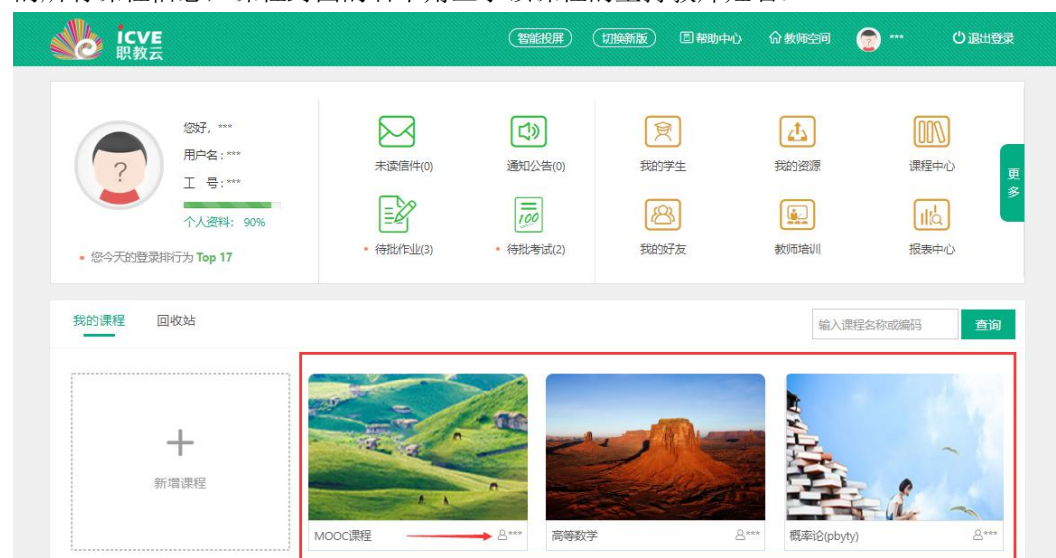 ICVE
职教云
智能投屏 切换新版 帮助中心 教师空间 *** 退出登录
您好, ***
用户名:***
工 号:***
个人资料: 90%
• 您今天的登录排行为 Top 17
未读信件(0) 通知公告(0) 我的学生 我的资源 课程中心
100
• 待批作业(3) • 待批考试(2) 我的好友 教师培训 报表中心
更多
我的课程 回收站 输入课程名称或编码 查询
新增课程
MOOC课程 *** 高等数学 *** 概率论(pbyty) ***